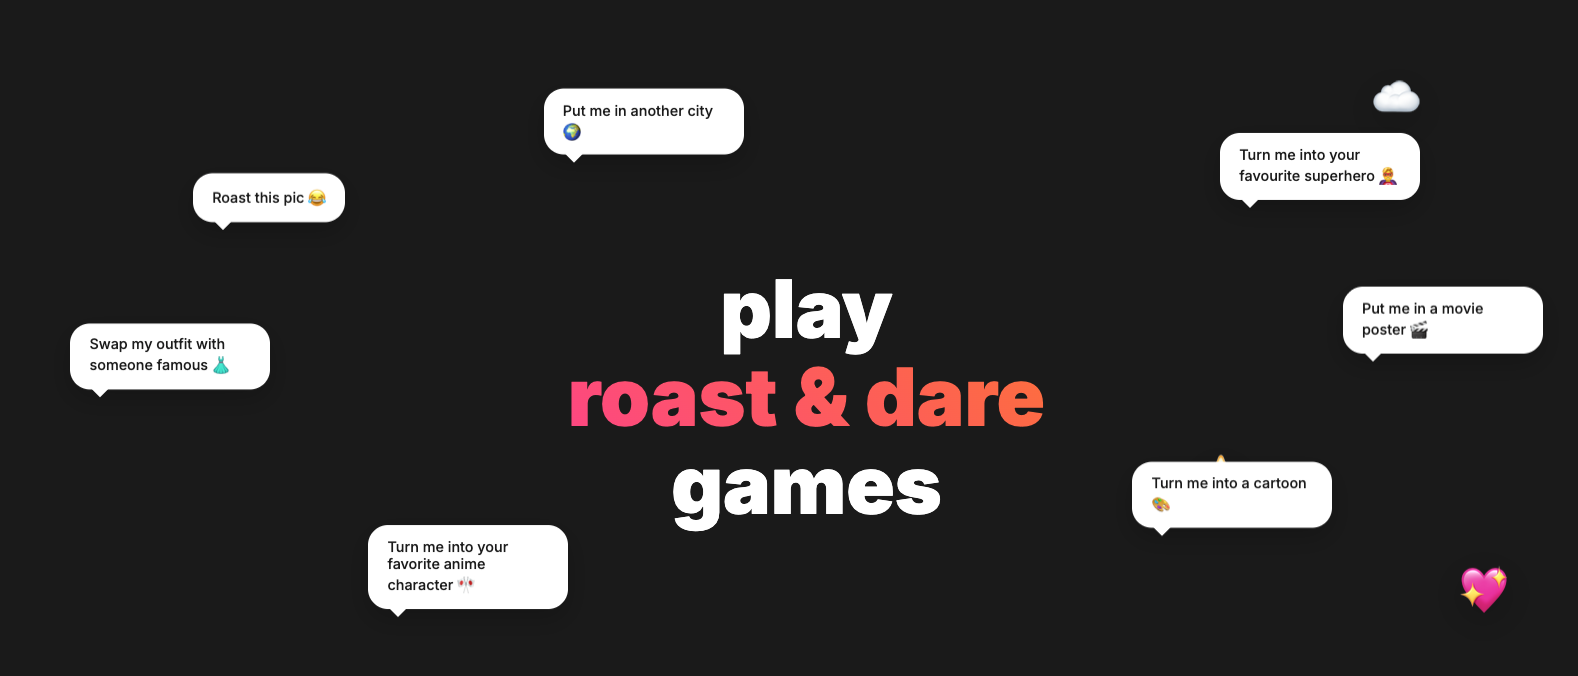 Put me in another city
🌍
Turn me into your
favourite superhero 🦸
Roast this pic 😂
Put me in a movie
poster 🎬
Swap my outfit with
someone famous 👗
play
roast & dare
games
Turn me into a cartoon
🎨
Turn me into your
favorite anime
character 🎌